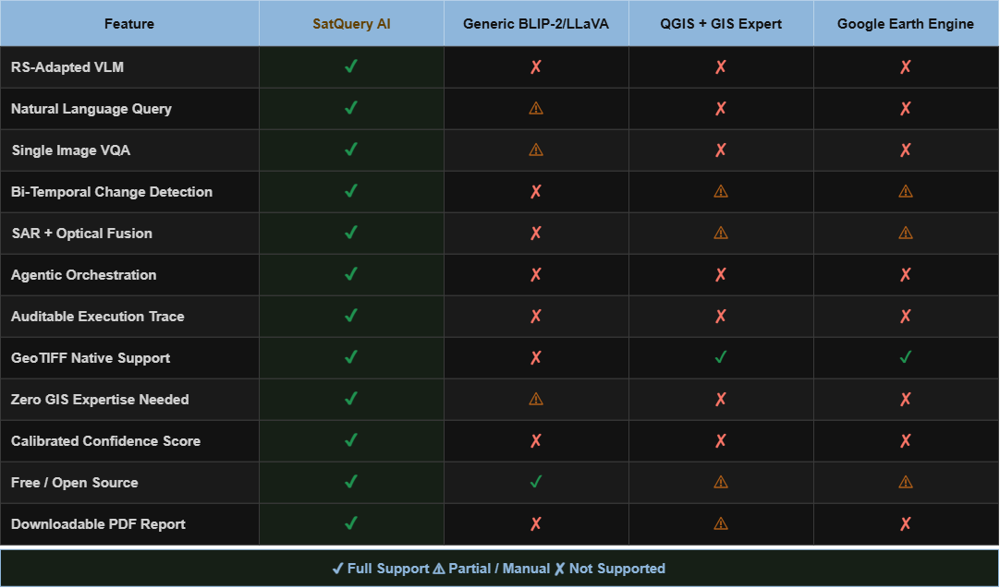 Feature SatQuery AI Generic BLIP-2/LLaVA QGIS + GIS Expert Google Earth Engine
RS-Adapted VLM ✓ ✗ ✗ ✗
Natural Language Query ✓ ⚠ ✗ ✗
Single Image VQA ✓ ⚠ ✗ ✗
Bi-Temporal Change Detection ✓ ✗ ⚠ ⚠
SAR + Optical Fusion ✓ ✗ ⚠ ⚠
Agentic Orchestration ✓ ✗ ✗ ✗
Auditable Execution Trace ✓ ✗ ✗ ✗
GeoTIFF Native Support ✓ ✗ ✓ ✓
Zero GIS Expertise Needed ✓ ⚠ ✗ ✗
Calibrated Confidence Score ✓ ✗ ✗ ✗
Free / Open Source ✓ ✓ ⚠ ⚠
Downloadable PDF Report ✓ ✗ ⚠ ✗
✓ Full Support ⚠ Partial / Manual ✗ Not Supported